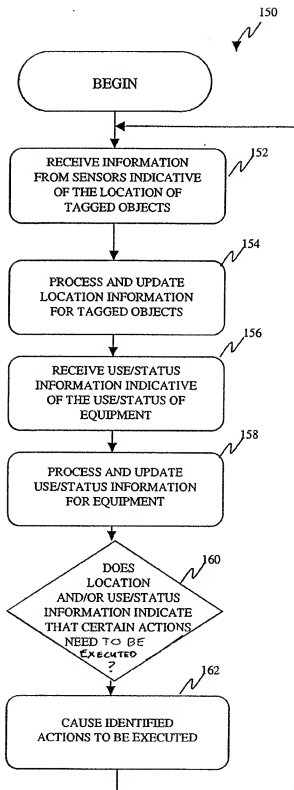 150
BEGIN
RECEIVE INFORMATION
FROM SENSORS INDICATIVE
OF THE LOCATION OF
TAGGED OBJECTS
152
PROCESS AND UPDATE
LOCATION INFORMATION
FOR TAGGED OBJECTS
154
RECEIVE USE/STATUS
INFORMATION INDICATIVE
OF THE USE/STATUS OF
EQUIPMENT
156
PROCESS AND UPDATE
USE/STATUS INFORMATION
FOR EQUIPMENT
158
DOES
LOCATION
AND/OR USE/STATUS
INFORMATION INDICATE
THAT CERTAIN ACTIONS
NEED TO BE
EXECUTED
?
160
CAUSE IDENTIFIED
ACTIONS TO BE EXECUTED
162